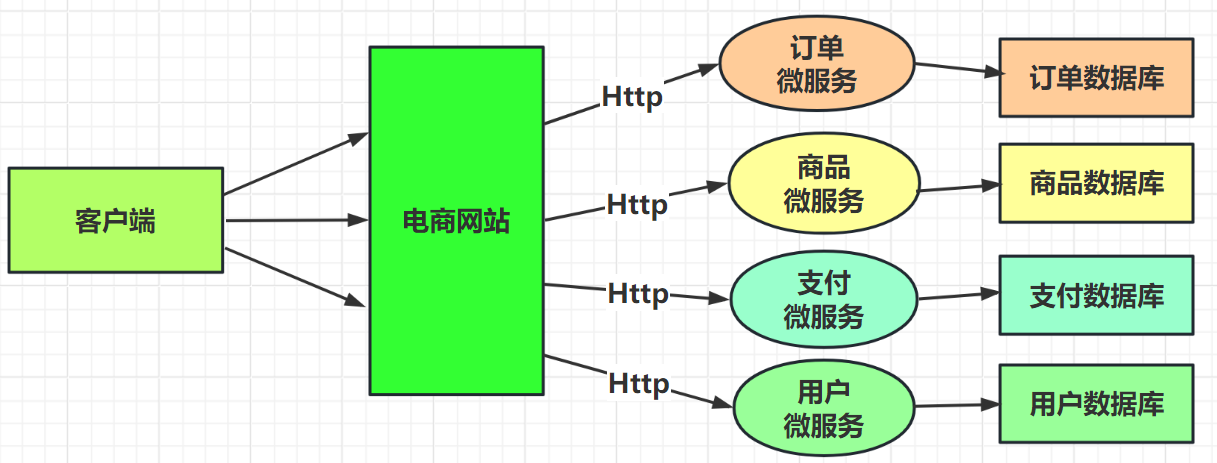 客户端
电商网站
Http
订单
微服务
订单数据库
Http
商品
微服务
商品数据库
Http
支付
微服务
支付数据库
Http
用户
微服务
用户数据库